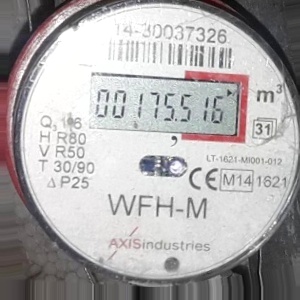 14-30037326
00175.516 m³
Q₃ 1.6
H R80
V R50
T 30/90
Δ P25
31
LT-1621-MI001-012
CE M14 1621
WFH-M
AXISindustries